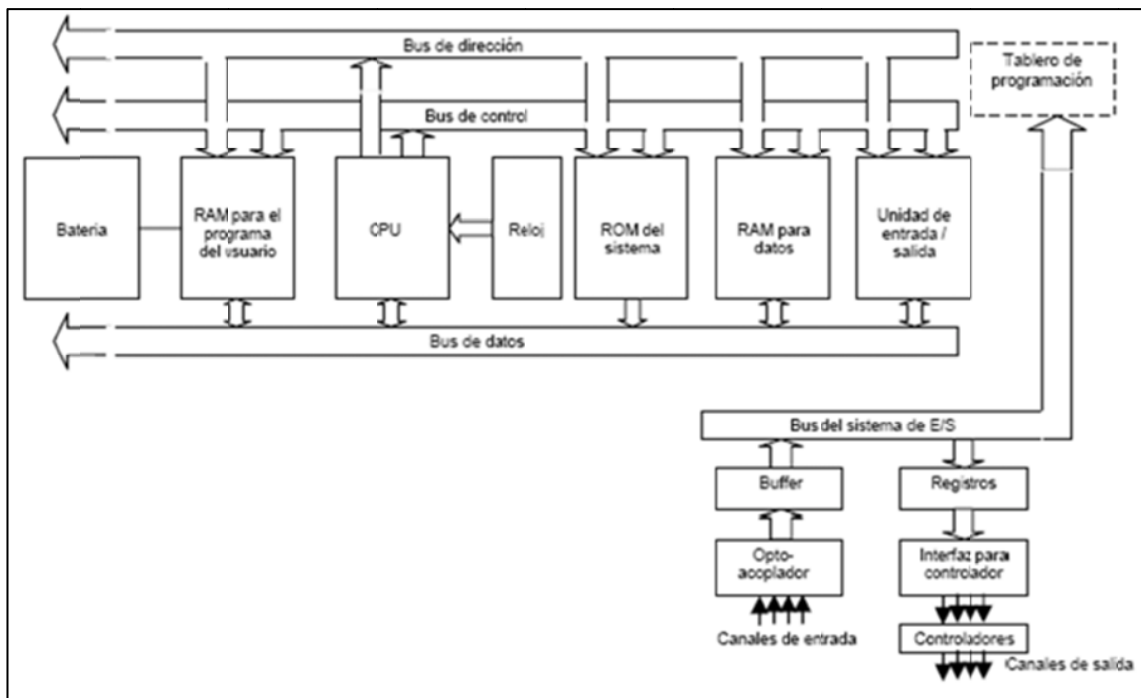 Bus de dirección
Tablero de
programación
Bus de control
Bateria
RAM para el
programa
del usuario
CPU
Reloj
ROM del
sistema
RAM para
datos
Unidad de
entrada /
salida
Bus de datos
Bus del sistema de E/S
Buffer
Registros
Opto-
acoplador
Interfaz para
controlador
Canales de entrada
Controladores
Canales de salida